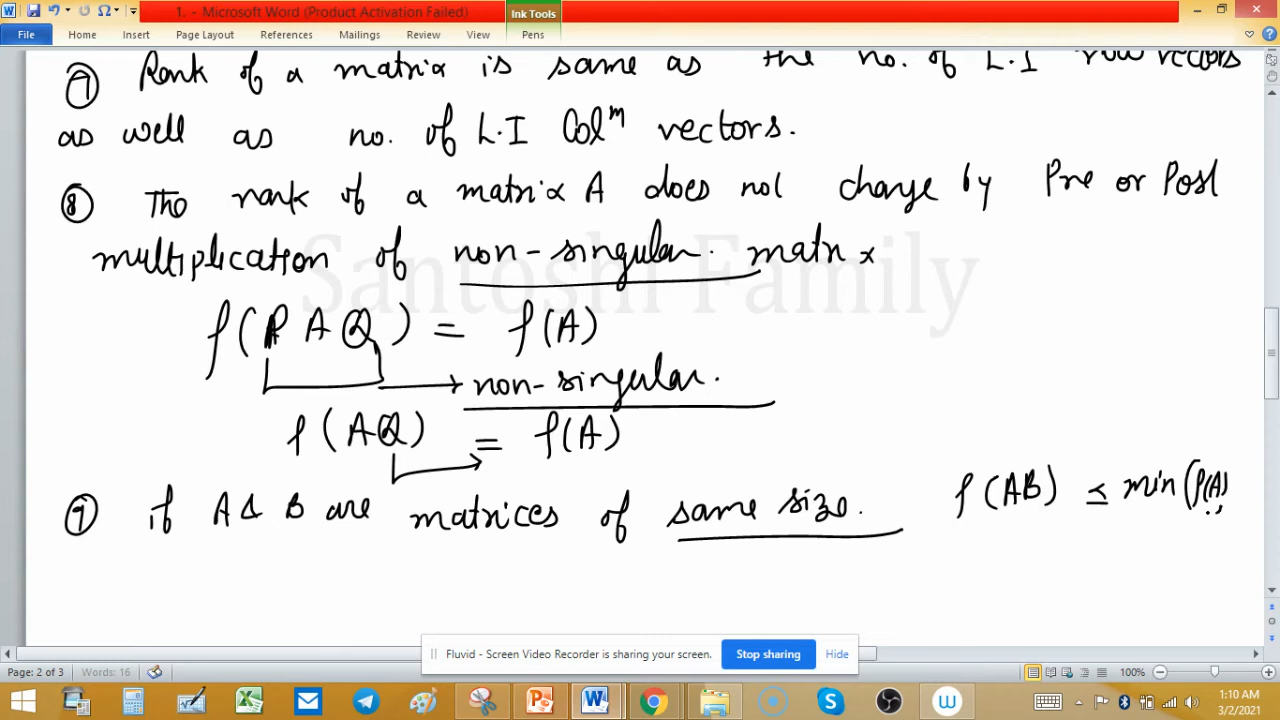 1. - Microsoft Word (Product Activation Failed)
Ink Tools
File Home Insert Page Layout References Mailings Review View Pens
⑦ Rank of a matrix is same as the no. of L.I row vectors
as well as no. of L.I Colᵐ vectors.
⑧ The rank of a matrix A does not change by Pre or Post
multiplication of non-singular. matrix
Santoshi Family
ρ(PAQ) = ρ(A)
non-singular.
ρ(AQ) = ρ(A)
⑨ if A & B are matrices of same size. ρ(AB) ≤ min(ρ(A)
Fluvid - Screen Video Recorder is sharing your screen. Stop sharing Hide
Page: 2 of 3 Words: 16 100%
1:10 AM
3/2/2021